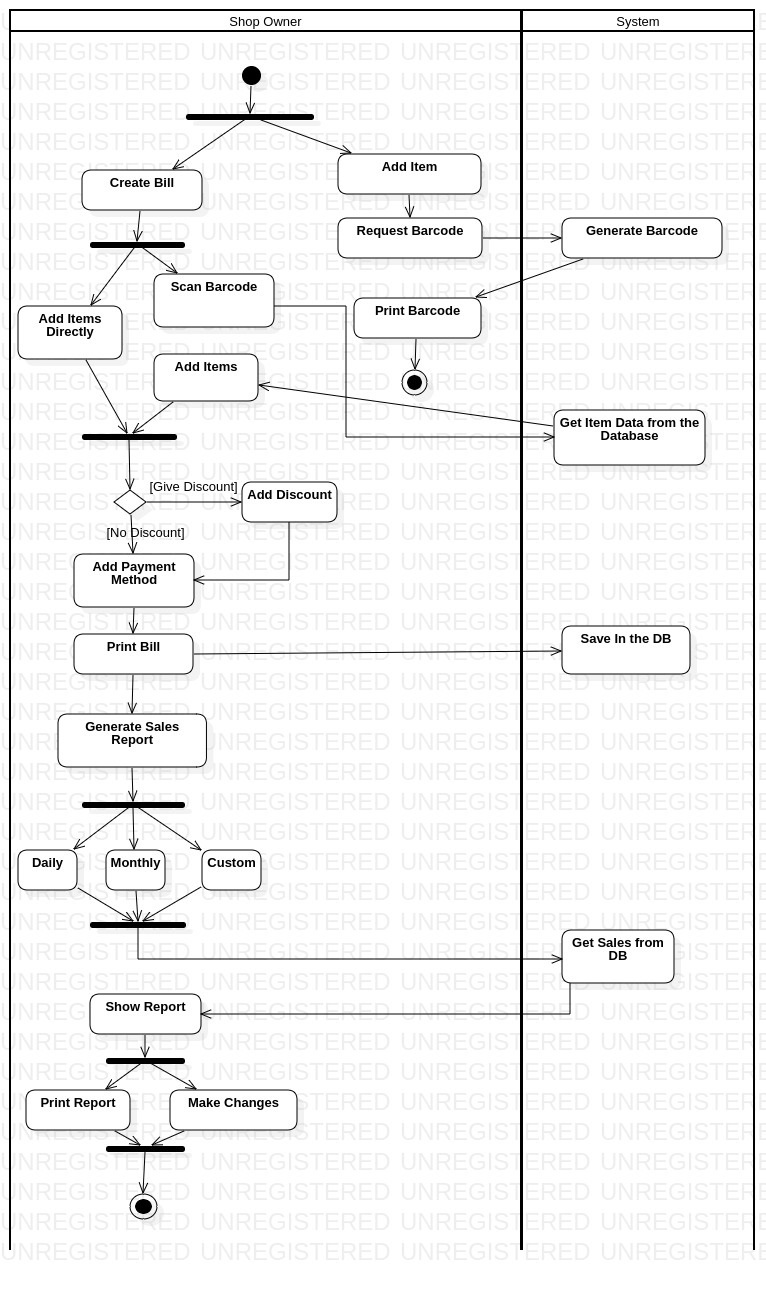 Shop Owner
System
Add Item
Create Bill
Request Barcode
Generate Barcode
Scan Barcode
Print Barcode
Add Items
Directly
Add Items
Get Item Data from the
Database
[Give Discount]
Add Discount
[No Discount]
Add Payment
Method
Print Bill
Save In the DB
Generate Sales
Report
Daily
Monthly
Custom
Get Sales from
DB
Show Report
Print Report
Make Changes
UNREGISTERED